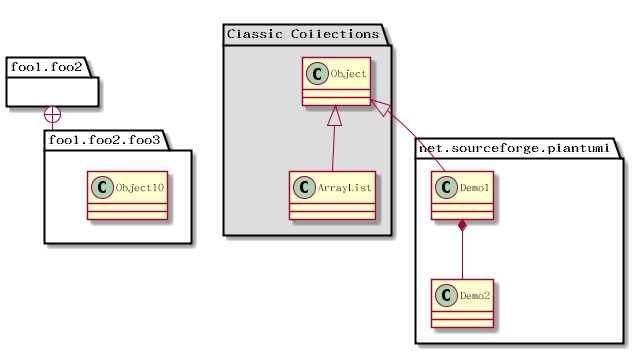 Classic Collections
foo1.foo2
C Object
foo1.foo2.foo3
net.sourceforge.plantuml
C Object10
C ArrayList
C Demo1
C Demo2